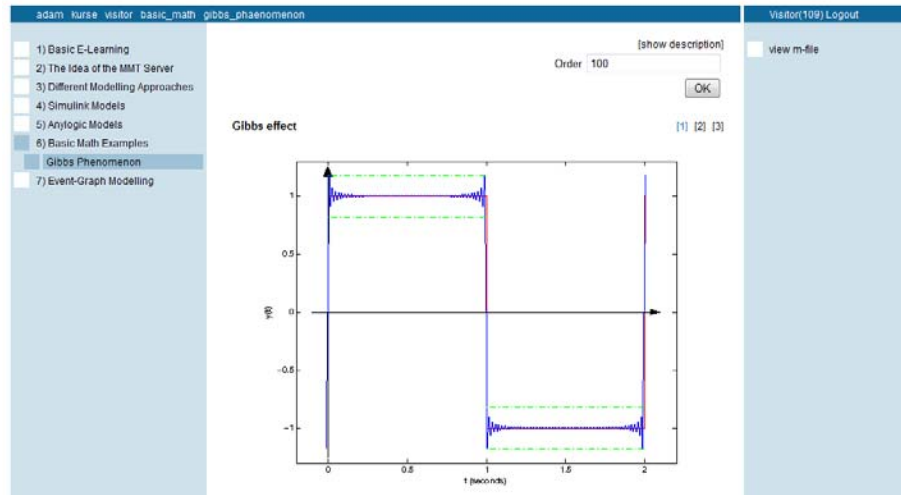 adam kurse visitor basic_math gibbs_phaenomenon
Visitor(109) Logout
1) Basic E-Learning
2) The Idea of the MMT Server
3) Different Modelling Approaches
4) Simulink Models
5) Anylogic Models
6) Basic Math Examples
Gibbs Phenomenon
7) Event-Graph Modelling
[show description]
Order 100
OK
view m-file
Gibbs effect
[1] [2] [3]
1
0.5
0
-0.5
-1
y(t)
0 0.5 1 1.5 2
t (seconds)